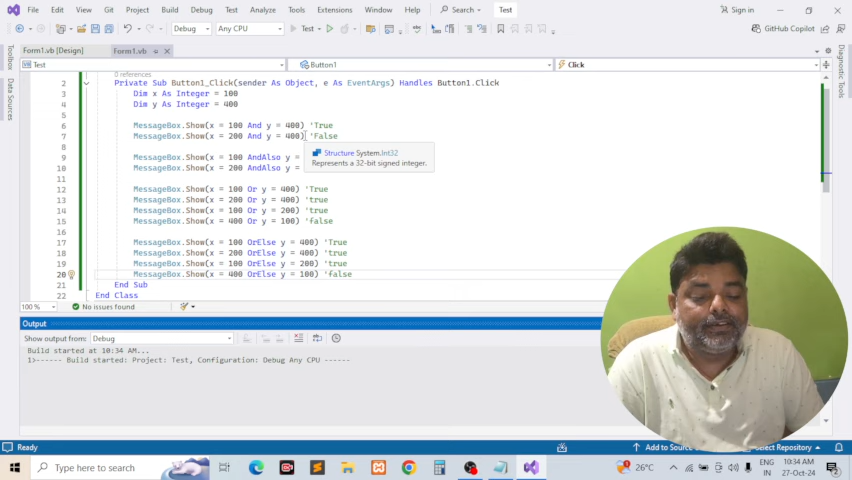 File Edit View Git Project Build Debug Test Analyze Tools Extensions Window Help Search Test Sign in
Debug Any CPU Test GitHub Copilot
Form1.vb [Design] Form1.vb
Test Button1 Click
Toolbox
Data Sources
Diagnostic Tools
0 references
2 Private Sub Button1_Click(sender As Object, e As EventArgs) Handles Button1.Click
3 Dim x As Integer = 100
4 Dim y As Integer = 400
5
6 MessageBox.Show(x = 100 And y = 400) 'True
7 MessageBox.Show(x = 200 And y = 400) 'False
8
9 MessageBox.Show(x = 100 AndAlso y =
10 MessageBox.Show(x = 200 AndAlso y =
11
12 MessageBox.Show(x = 100 Or y = 400) 'True
13 MessageBox.Show(x = 200 Or y = 400) 'true
14 MessageBox.Show(x = 100 Or y = 200) 'true
15 MessageBox.Show(x = 400 Or y = 100) 'false
16
17 MessageBox.Show(x = 100 OrElse y = 400) 'True
18 MessageBox.Show(x = 200 OrElse y = 400) 'true
19 MessageBox.Show(x = 100 OrElse y = 200) 'true
20 MessageBox.Show(x = 400 OrElse y = 100) 'false
21 End Sub
22 End Class
Structure System.Int32
Represents a 32-bit signed integer.
100 % No issues found
Output
Show output from: Debug
Build started at 10:34 AM...
1>------ Build started: Project: Test, Configuration: Debug Any CPU ------
Ready Add to Source Select Repository
Type here to search 26°C ENG IN 10:34 AM 27-Oct-24